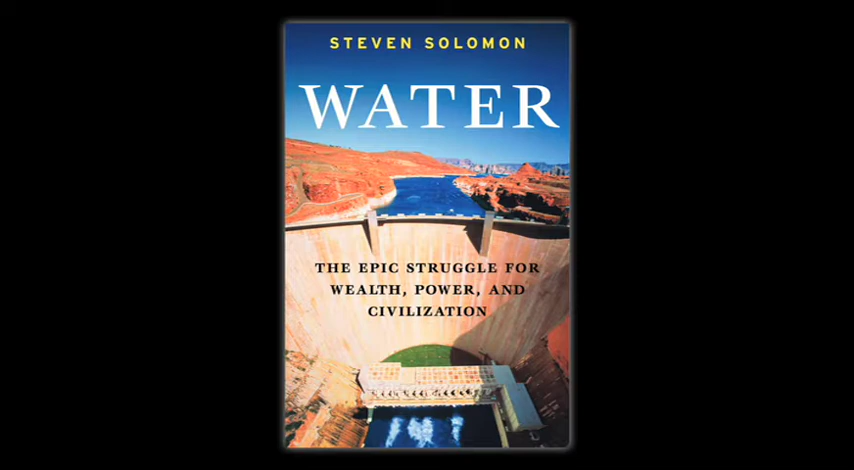 STEVEN SOLOMON
WATER
THE EPIC STRUGGLE FOR
WEALTH, POWER, AND
CIVILIZATION